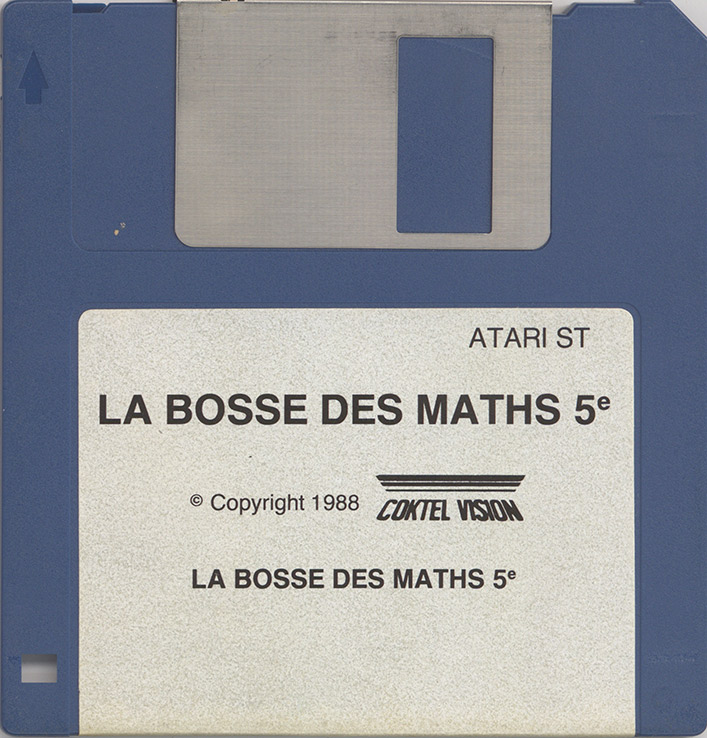 ATARI ST
LA BOSSE DES MATHS 5ᵉ
© Copyright 1988 COKTEL VISION
LA BOSSE DES MATHS 5ᵉ